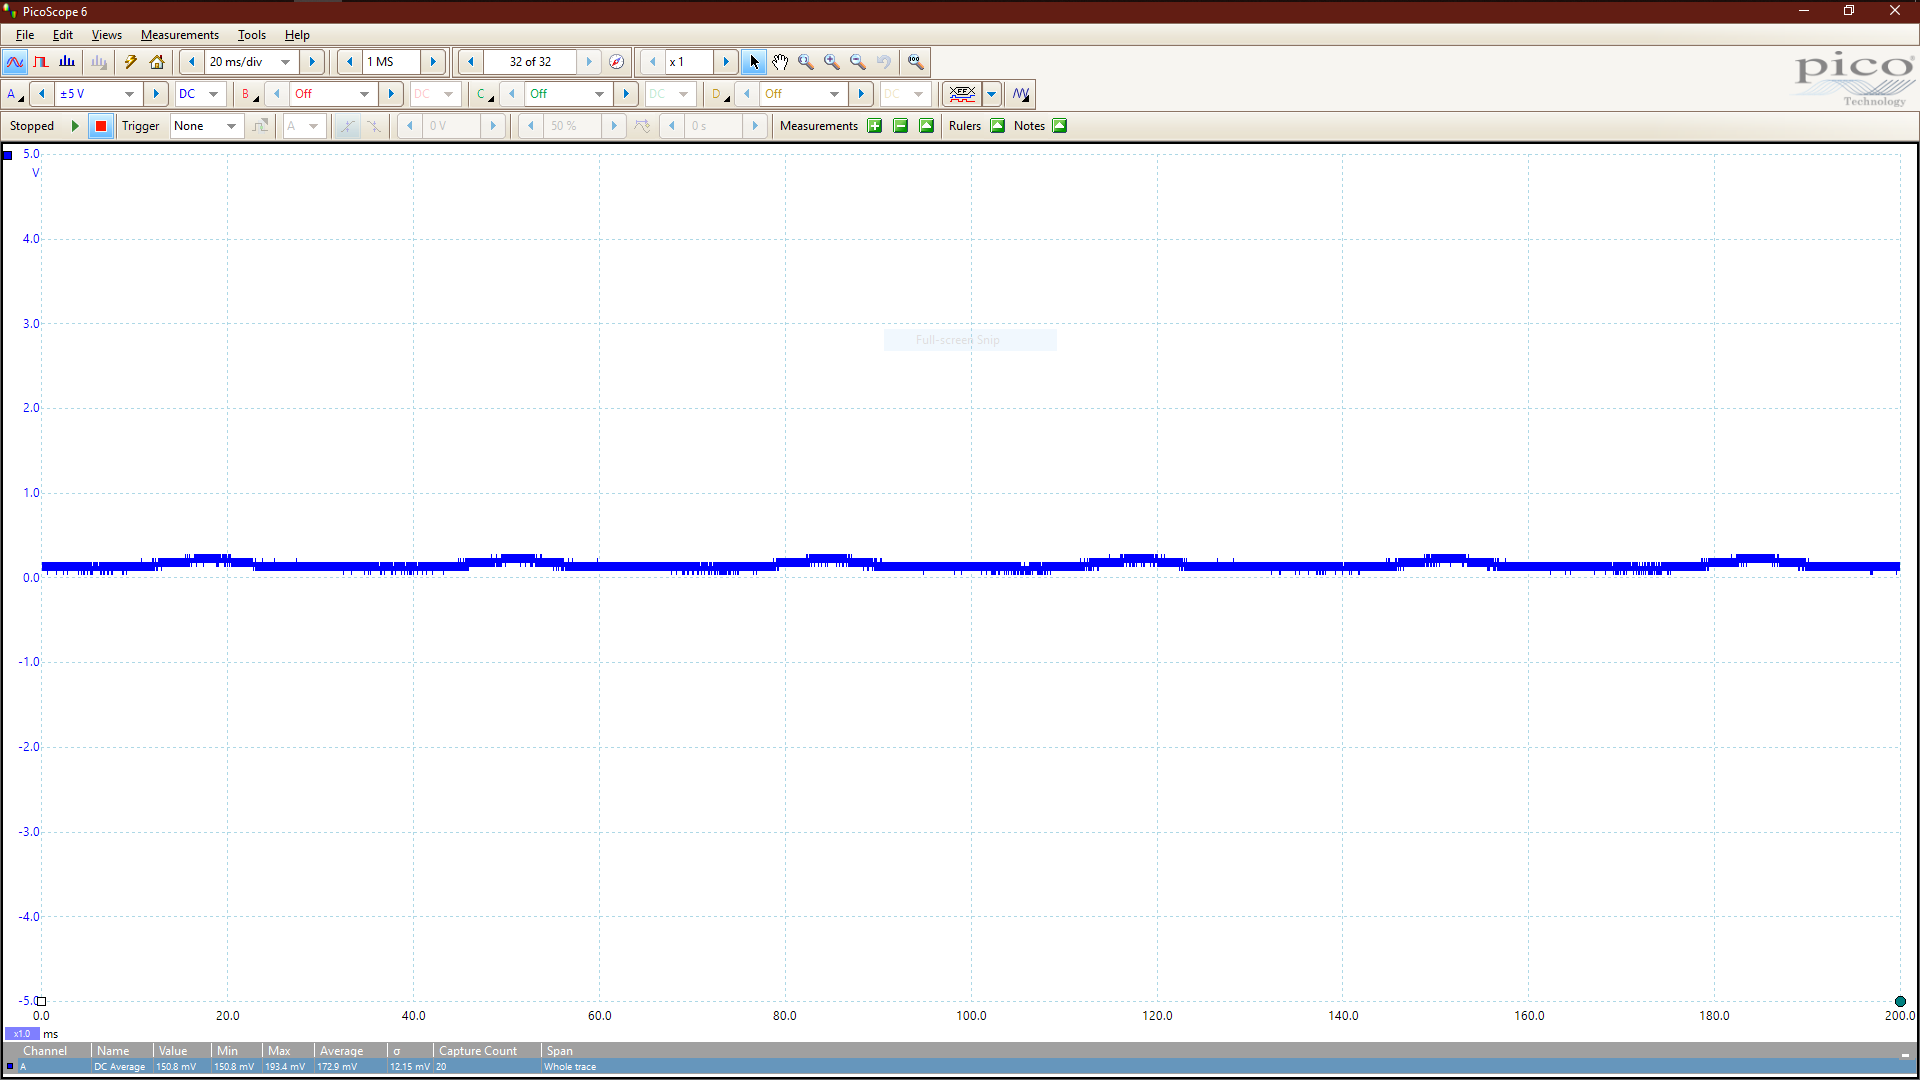 PicoScope 6
File Edit Views Measurements Tools Help
20 ms/div 1 MS 32 of 32 x 1
pico
Technology
A ±5 V DC B Off DC C Off DC D Off DC
Stopped Trigger None A 0 V 50 % 0 s Measurements Rulers Notes
5.0
V
4.0
3.0
Full-screen Snip
2.0
1.0
0.0
-1.0
-2.0
-3.0
-4.0
-5.0
0.0 20.0 40.0 60.0 80.0 100.0 120.0 140.0 160.0 180.0 200.0
x1.0 ms
Channel Name Value Min Max Average σ Capture Count Span
A DC Average 150.8 mV 150.8 mV 193.4 mV 172.9 mV 12.15 mV 20 Whole trace